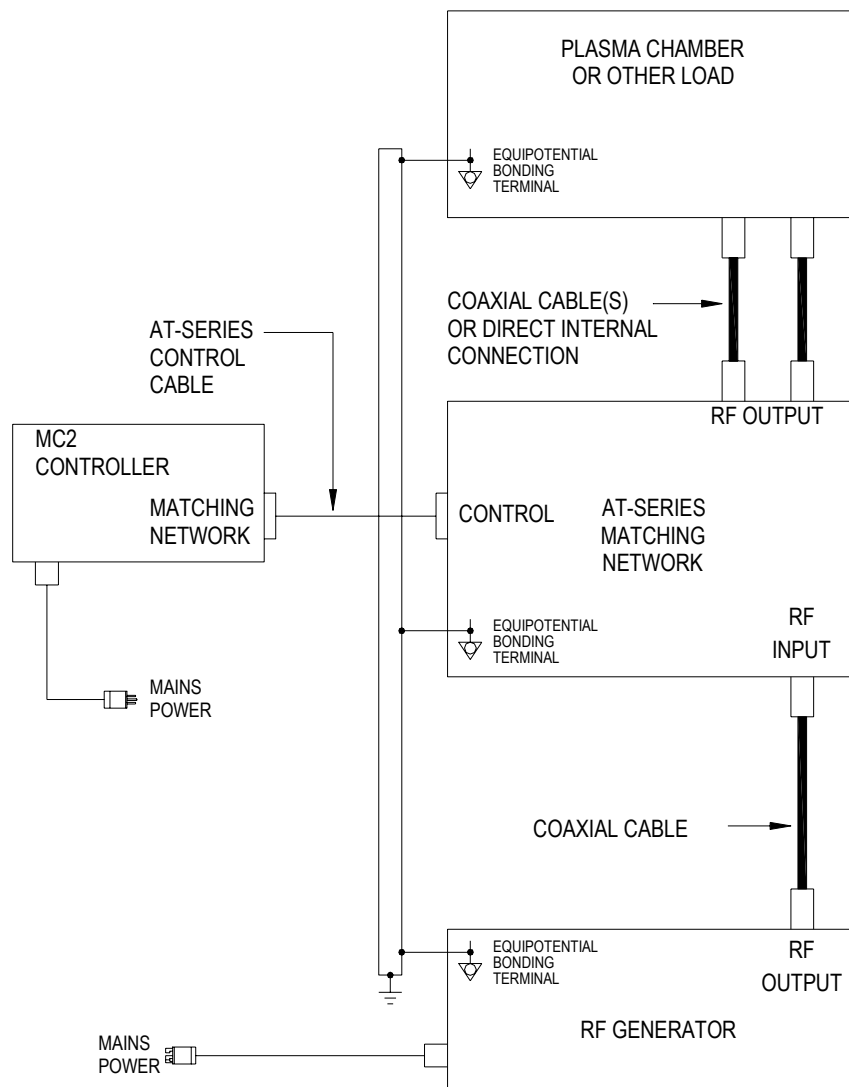 PLASMA CHAMBER
OR OTHER LOAD
EQUIPOTENTIAL
BONDING
TERMINAL
COAXIAL CABLE(S)
OR DIRECT INTERNAL
CONNECTION
AT-SERIES
CONTROL
CABLE
RF OUTPUT
MC2
CONTROLLER
MATCHING
NETWORK
CONTROL
AT-SERIES
MATCHING
NETWORK
EQUIPOTENTIAL
BONDING
TERMINAL
RF
INPUT
MAINS
POWER
COAXIAL CABLE
EQUIPOTENTIAL
BONDING
TERMINAL
RF
OUTPUT
RF GENERATOR
MAINS
POWER